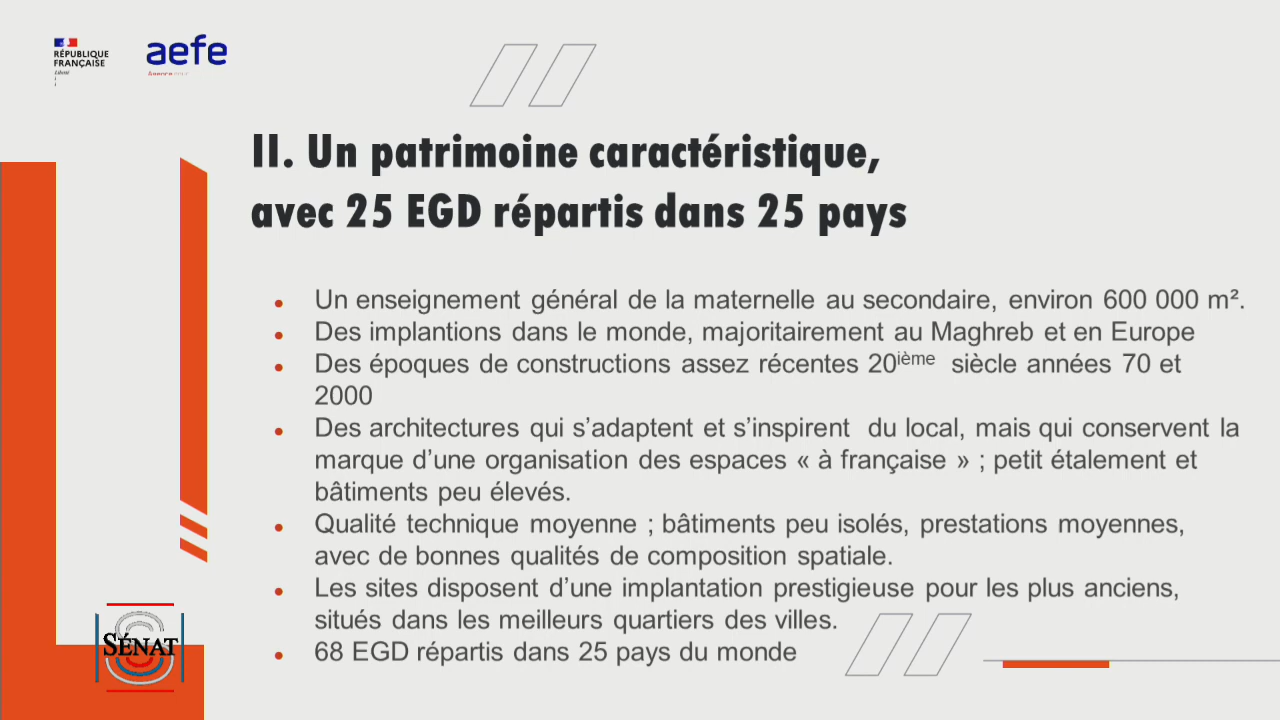 RÉPUBLIQUE
FRANÇAISE
Liberté
aefe
II. Un patrimoine caractéristique,
avec 25 EGD répartis dans 25 pays
Un enseignement général de la maternelle au secondaire, environ 600 000 m².
Des implantions dans le monde, majoritairement au Maghreb et en Europe
Des époques de constructions assez récentes 20ième siècle années 70 et
2000
Des architectures qui s’adaptent et s’inspirent du local, mais qui conservent la
marque d’une organisation des espaces « à française » ; petit étalement et
bâtiments peu élevés.
Qualité technique moyenne ; bâtiments peu isolés, prestations moyennes,
avec de bonnes qualités de composition spatiale.
Les sites disposent d’une implantation prestigieuse pour les plus anciens,
situés dans les meilleurs quartiers des villes.
68 EGD répartis dans 25 pays du monde
SÉNAT